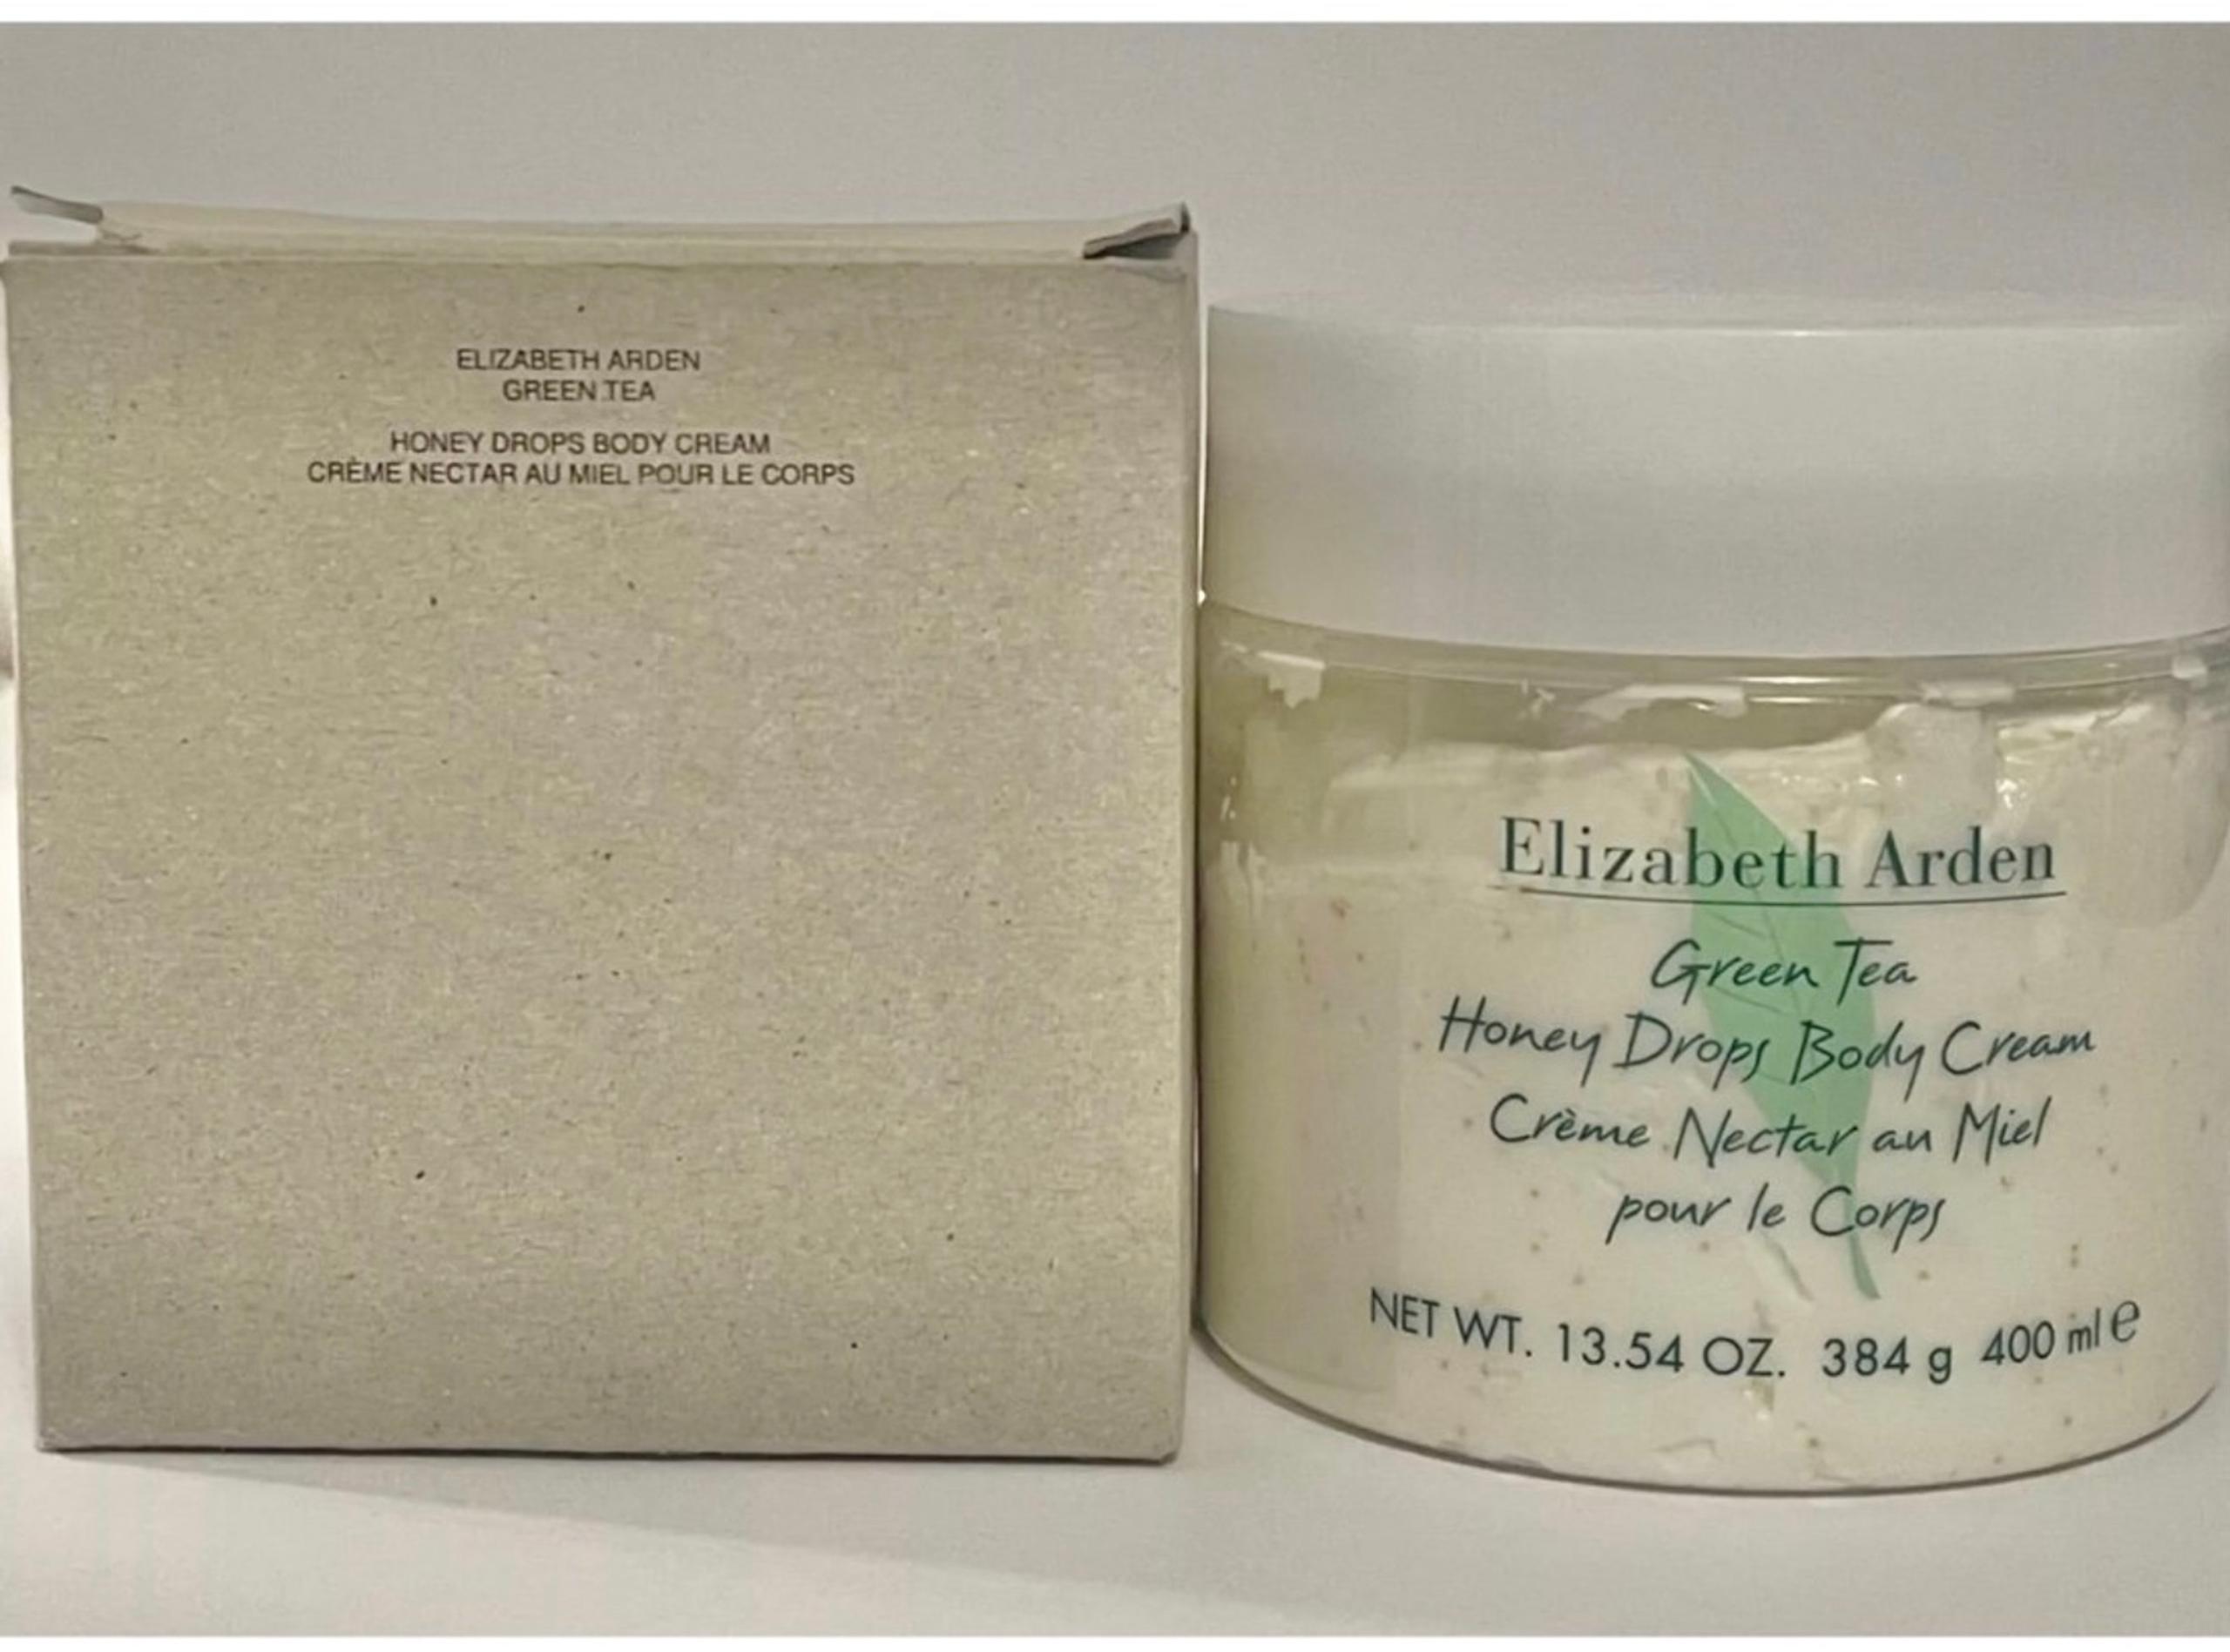 ELIZABETH ARDEN
GREEN TEA
HONEY DROPS BODY CREAM
CRÈME NECTAR AU MIEL POUR LE CORPS
Elizabeth Arden
Green Tea
Honey Drops Body Cream
Crème Nectar au Miel
pour le Corps
NET WT. 13.54 OZ. 384 g 400 ml e